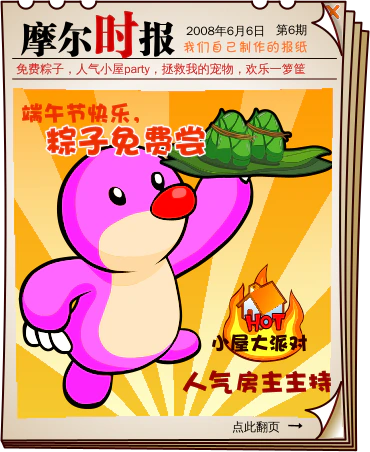 摩尔时报
2008年6月6日 第6期
我们自己制作的报纸
免费粽子，人气小屋party，拯救我的宠物，欢乐一箩筐
端午节快乐，
粽子免费尝
HOT
小屋大派对
人气房主主持
点此翻页 →